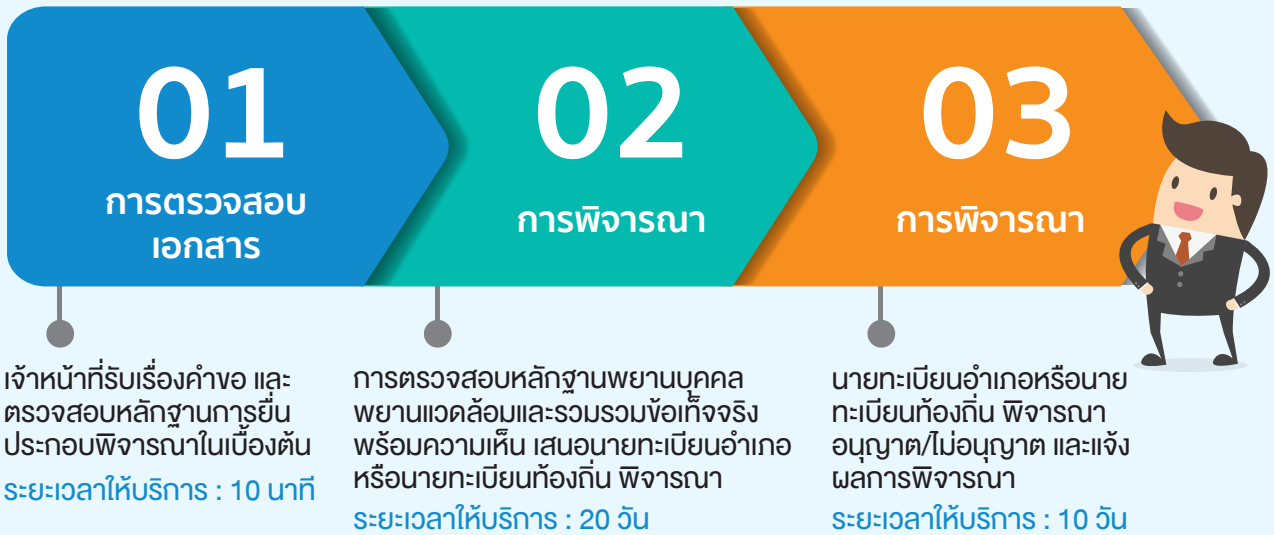 01
การตรวจสอบ
เอกสาร
เจ้าหน้าที่รับเรื่องคำขอ และ
ตรวจสอบหลักฐานการยื่น
ประกอบพิจารณาในเบื้องต้น
ระยะเวลาให้บริการ : 10 นาที
02
การพิจารณา
การตรวจสอบหลักฐานพยานบุคคล
พยานแวดล้อมและรวบรวมข้อเท็จจริง
พร้อมความเห็น เสนอนายทะเบียนอำเภอ
หรือนายทะเบียนท้องถิ่น พิจารณา
ระยะเวลาให้บริการ : 20 วัน
03
การพิจารณา
นายทะเบียนอำเภอหรือนาย
ทะเบียนท้องถิ่น พิจารณา
อนุญาต/ไม่อนุญาต และแจ้ง
ผลการพิจารณา
ระยะเวลาให้บริการ : 10 วัน